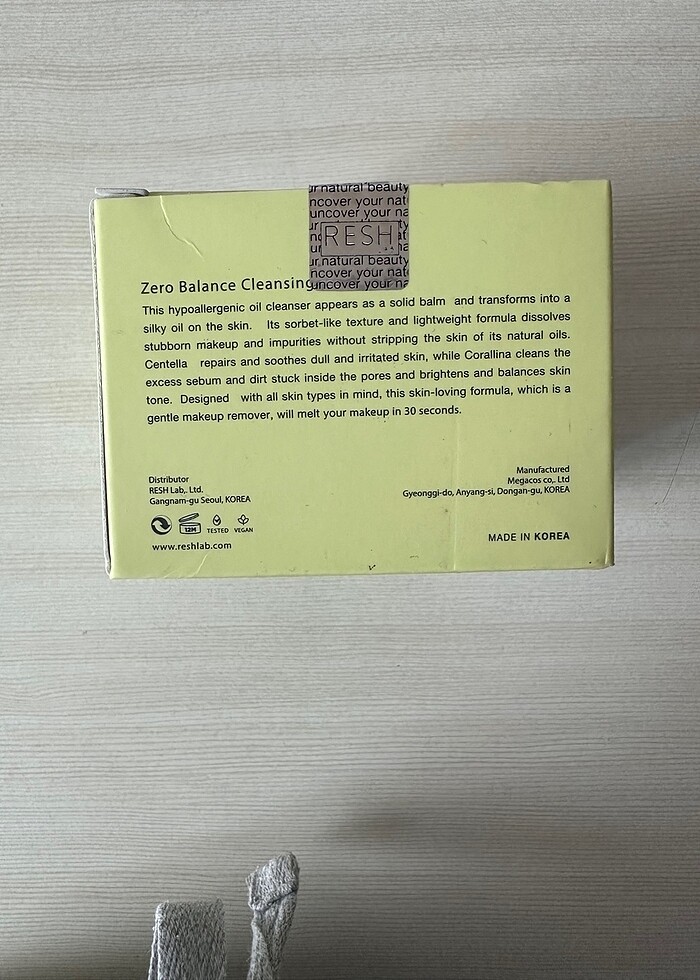 ur natural beauty
ncover your nat
uncover your na
RESH
ur natural beauty
ncover your nat
uncover your na
Zero Balance Cleansing
This hypoallergenic oil cleanser appears as a solid balm and transforms into a
silky oil on the skin. Its sorbet-like texture and lightweight formula dissolves
stubborn makeup and impurities without stripping the skin of its natural oils.
Centella repairs and soothes dull and irritated skin, while Corallina cleans the
excess sebum and dirt stuck inside the pores and brightens and balances skin
tone. Designed with all skin types in mind, this skin-loving formula, which is a
gentle makeup remover, will melt your makeup in 30 seconds.
Distributor
RESH Lab,. Ltd.
Gangnam-gu Seoul, KOREA
Manufactured
Megacos co,. Ltd
Gyeonggi-do, Anyang-si, Dongan-gu, KOREA
12M TESTED VEGAN
www.reshlab.com
MADE IN KOREA